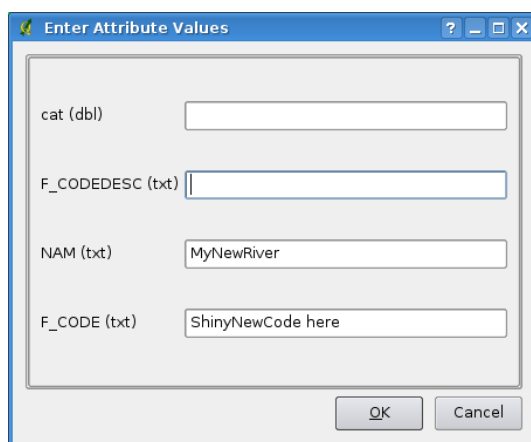 Enter Attribute Values
cat (dbl)
F_CODEDESC (txt)
NAM (txt) MyNewRiver
F_CODE (txt) ShinyNewCode here
OK Cancel